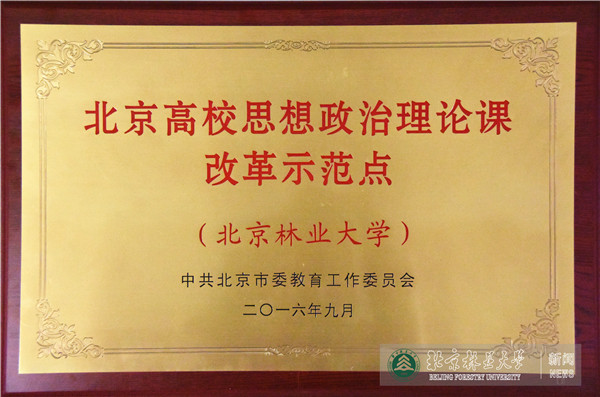 北京高校思想政治理论课
改革示范点
（北京林业大学）
中共北京市委教育工作委员会
二〇一六年九月
北京林业大学
BEIJING FORESTRY UNIVERSITY
新闻
NEWS